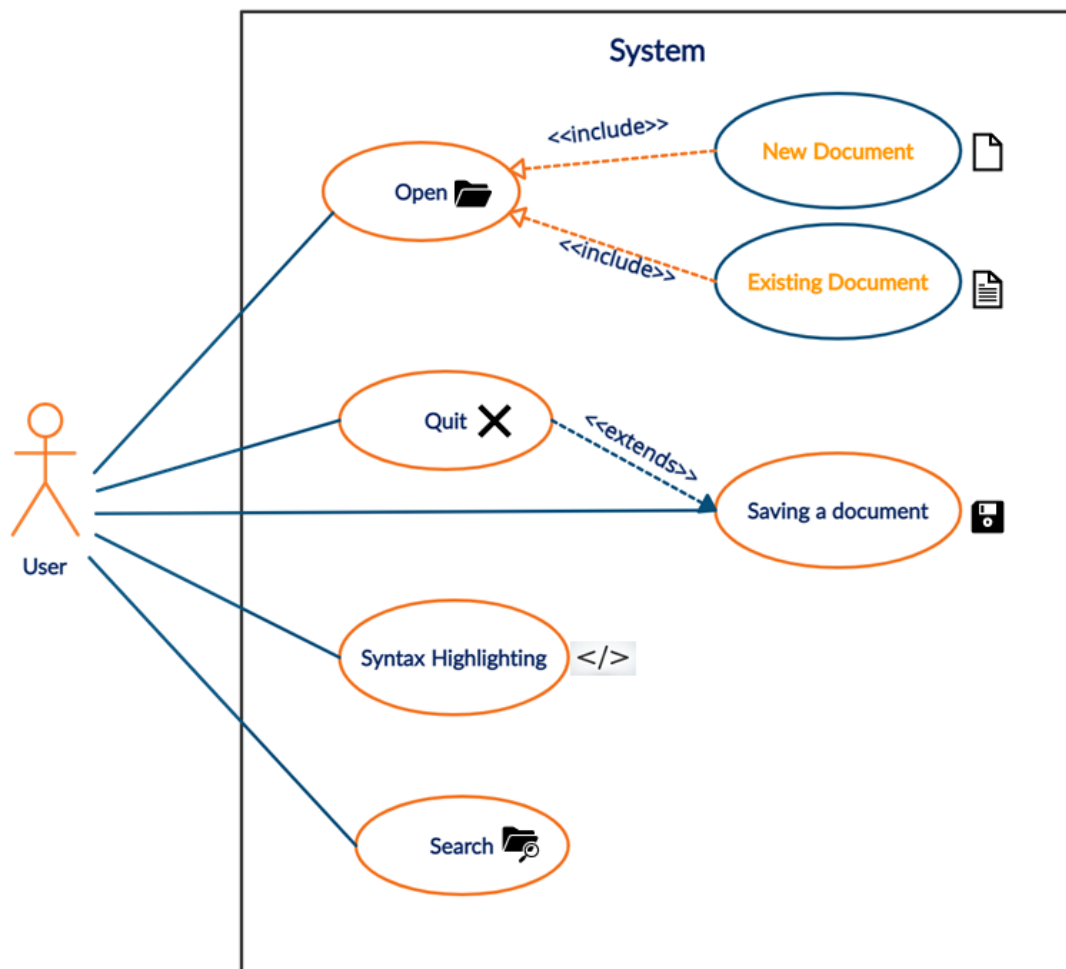 System
<<include>>
New Document
Open
<<include>>
Existing Document
Quit
<<extends>>
Saving a document
User
Syntax Highlighting
</>
Search